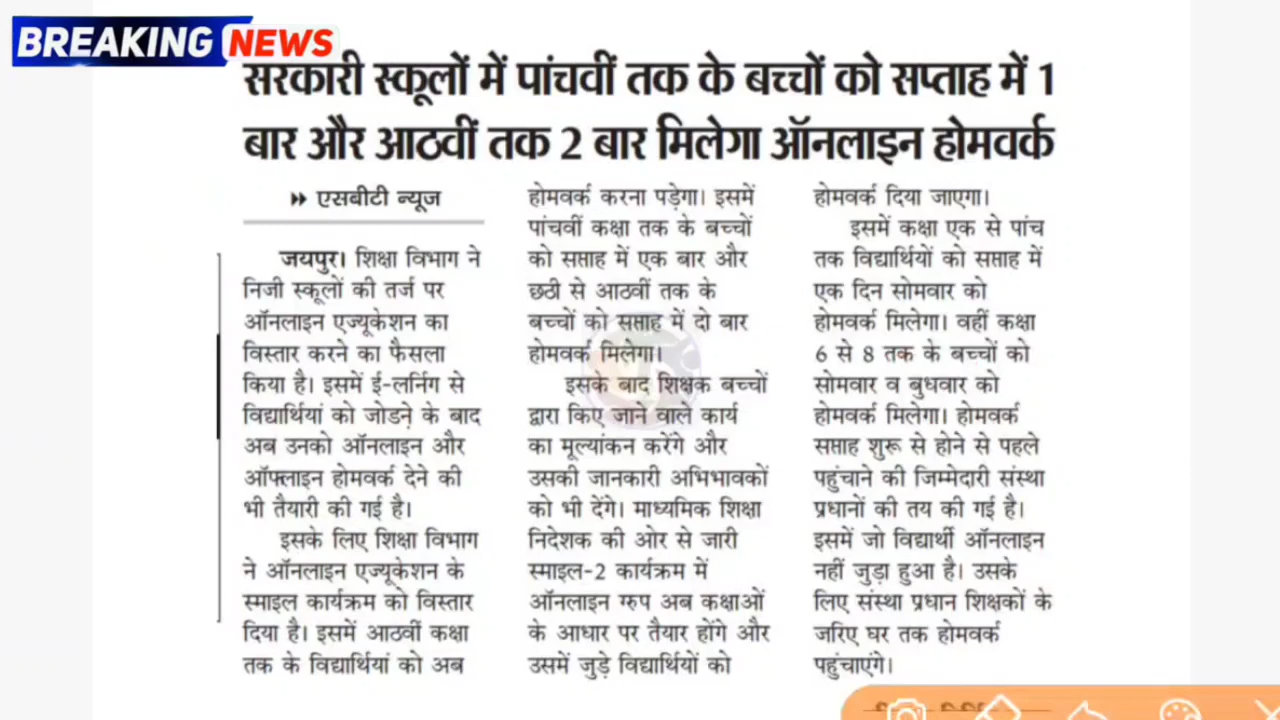 BREAKING NEWS
सरकारी स्कूलों में पांचवीं तक के बच्चों को सप्ताह में 1
बार और आठवीं तक 2 बार मिलेगा ऑनलाइन होमवर्क
एसबीटी न्यूज
जयपुर। शिक्षा विभाग ने
निजी स्कूलों की तर्ज पर
ऑनलाइन एज्यूकेशन का
विस्तार करने का फैसला
किया है। इसमें ई-लर्निग से
विद्यार्थियां को जोडऩे के बाद
अब उनको ऑनलाइन और
ऑफ्लाइन होमवर्क देने की
भी तैयारी की गई है।
इसके लिए शिक्षा विभाग
ने ऑनलाइन एज्यूकेशन के
स्माइल कार्यक्रम को विस्तार
दिया है। इसमें आठवीं कक्षा
तक के विद्यार्थियां को अब
होमवर्क करना पड़ेगा। इसमें
पांचवीं कक्षा तक के बच्चों
को सप्ताह में एक बार और
छठी से आठवीं तक के
बच्चों को सप्ताह में दो बार
होमवर्क मिलेगा।
इसके बाद शिक्षक बच्चों
द्वारा किए जाने वाले कार्य
का मूल्यांकन करेंगे और
उसकी जानकारी अभिभावकों
को भी देंगे। माध्यमिक शिक्षा
निदेशक की ओर से जारी
स्माइल-2 कार्यक्रम में
ऑनलाइन ग्रुप अब कक्षाओं
के आधार पर तैयार होंगे और
उसमें जुड़े विद्यार्थियों को
होमवर्क दिया जाएगा।
इसमें कक्षा एक से पांच
तक विद्यार्थियों को सप्ताह में
एक दिन सोमवार को
होमवर्क मिलेगा। वहीं कक्षा
6 से 8 तक के बच्चों को
सोमवार व बुधवार को
होमवर्क मिलेगा। होमवर्क
सप्ताह शुरू से होने से पहले
पहुंचाने की जिम्मेदारी संस्था
प्रधानों की तय की गई है।
इसमें जो विद्यार्थी ऑनलाइन
नहीं जुड़ा हुआ है। उसके
लिए संस्था प्रधान शिक्षकों के
जरिए घर तक होमवर्क
पहुंचाएंगे।